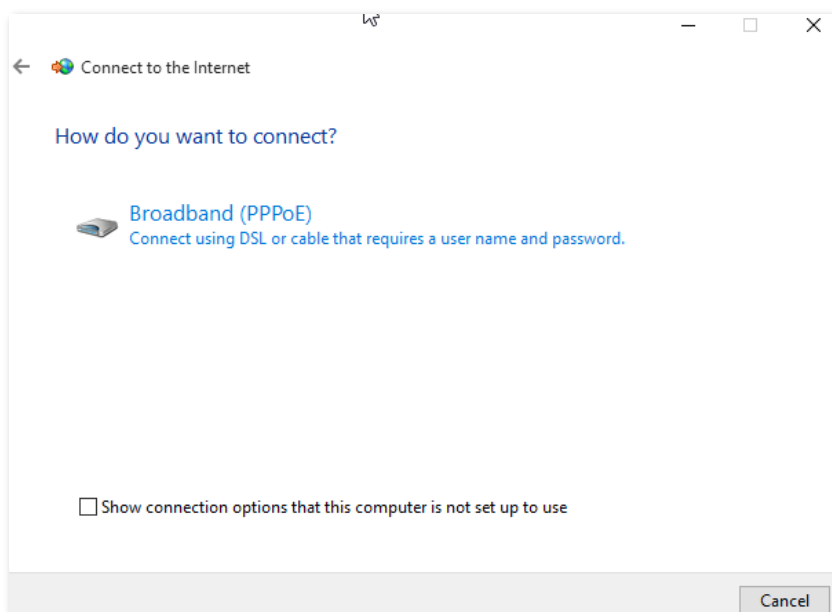 Connect to the Internet
How do you want to connect?
Broadband (PPPoE)
Connect using DSL or cable that requires a user name and password.
Show connection options that this computer is not set up to use
Cancel